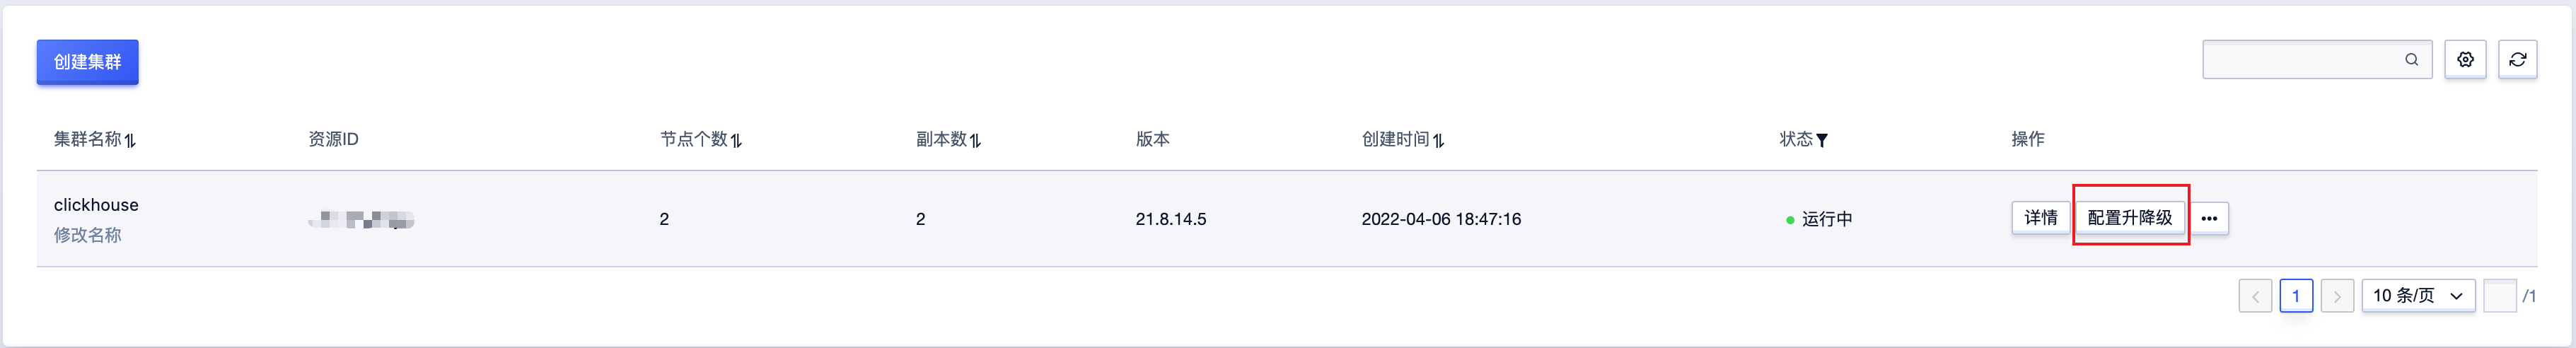 创建集群
集群名称 资源ID 节点个数 副本数 版本 创建时间 状态 操作
clickhouse
修改名称
2 2 21.8.14.5 2022-04-06 18:47:16 运行中 详情 配置升降级 •••
1 10 条/页 /1